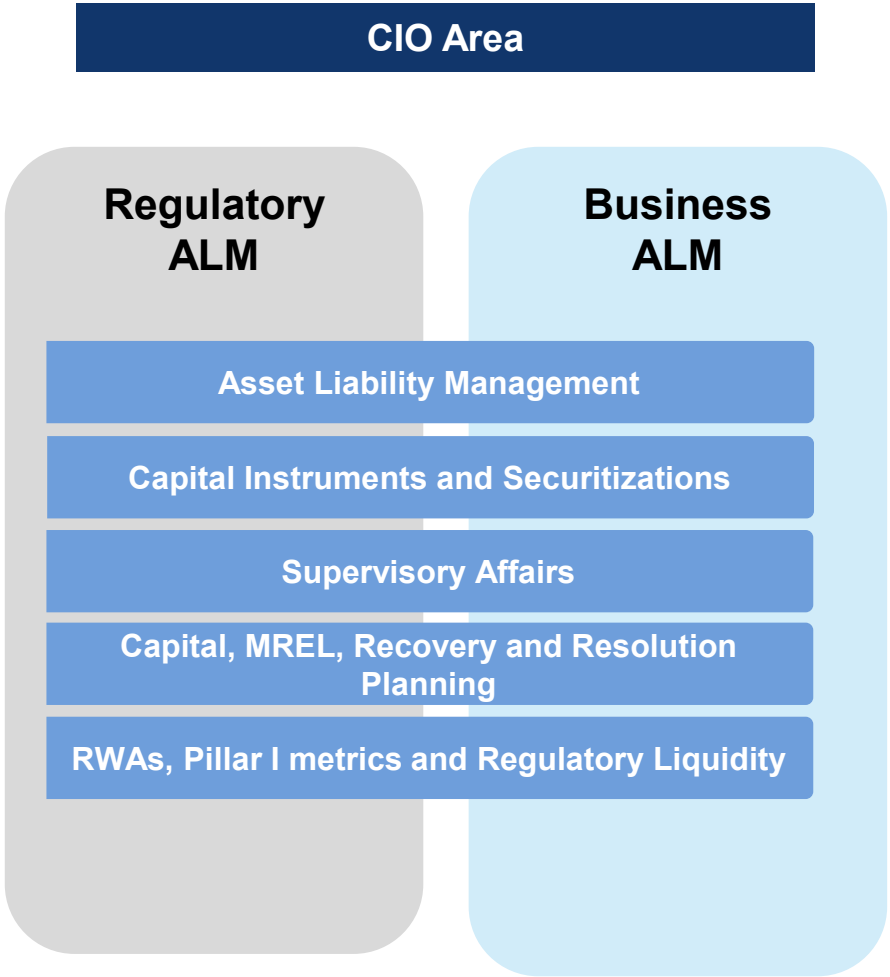 CIO Area
Regulatory
ALM
Business
ALM
Asset Liability Management
Capital Instruments and Securitizations
Supervisory Affairs
Capital, MREL, Recovery and Resolution
Planning
RWAs, Pillar I metrics and Regulatory Liquidity